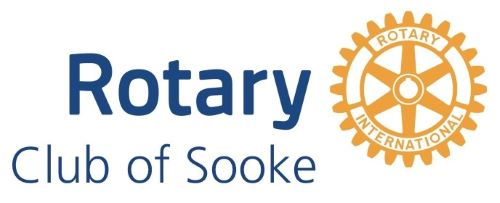 Rotary
Club of Sooke
ROTARY
INTERNATIONAL